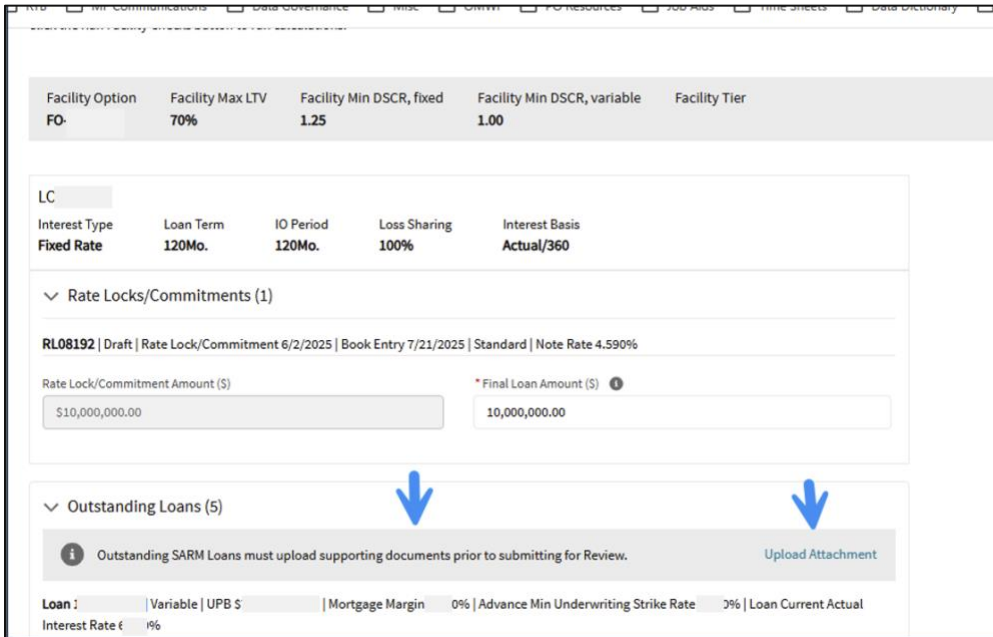 Facility Option Facility Max LTV Facility Min DSCR, fixed Facility Min DSCR, variable Facility Tier
FO- 70% 1.25 1.00
LC
Interest Type Loan Term IO Period Loss Sharing Interest Basis
Fixed Rate 120Mo. 120Mo. 100% Actual/360
Rate Locks/Commitments (1)
RL08192 | Draft | Rate Lock/Commitment 6/2/2025 | Book Entry 7/21/2025 | Standard | Note Rate 4.590%
Rate Lock/Commitment Amount ($) * Final Loan Amount ($)
$10,000,000.00 10,000,000.00
Outstanding Loans (5)
Outstanding SARM Loans must upload supporting documents prior to submitting for Review. Upload Attachment
Loan | Variable | UPB $ | Mortgage Margin 0% | Advance Min Underwriting Strike Rate 0% | Loan Current Actual
Interest Rate 6 %